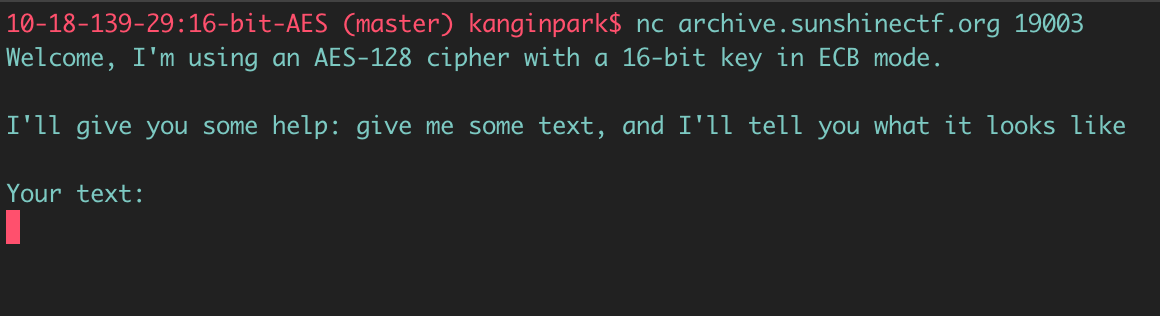 10-18-139-29:16-bit-AES (master) kanginpark$ nc archive.sunshinectf.org 19003
Welcome, I'm using an AES-128 cipher with a 16-bit key in ECB mode.
I'll give you some help: give me some text, and I'll tell you what it looks like
Your text: